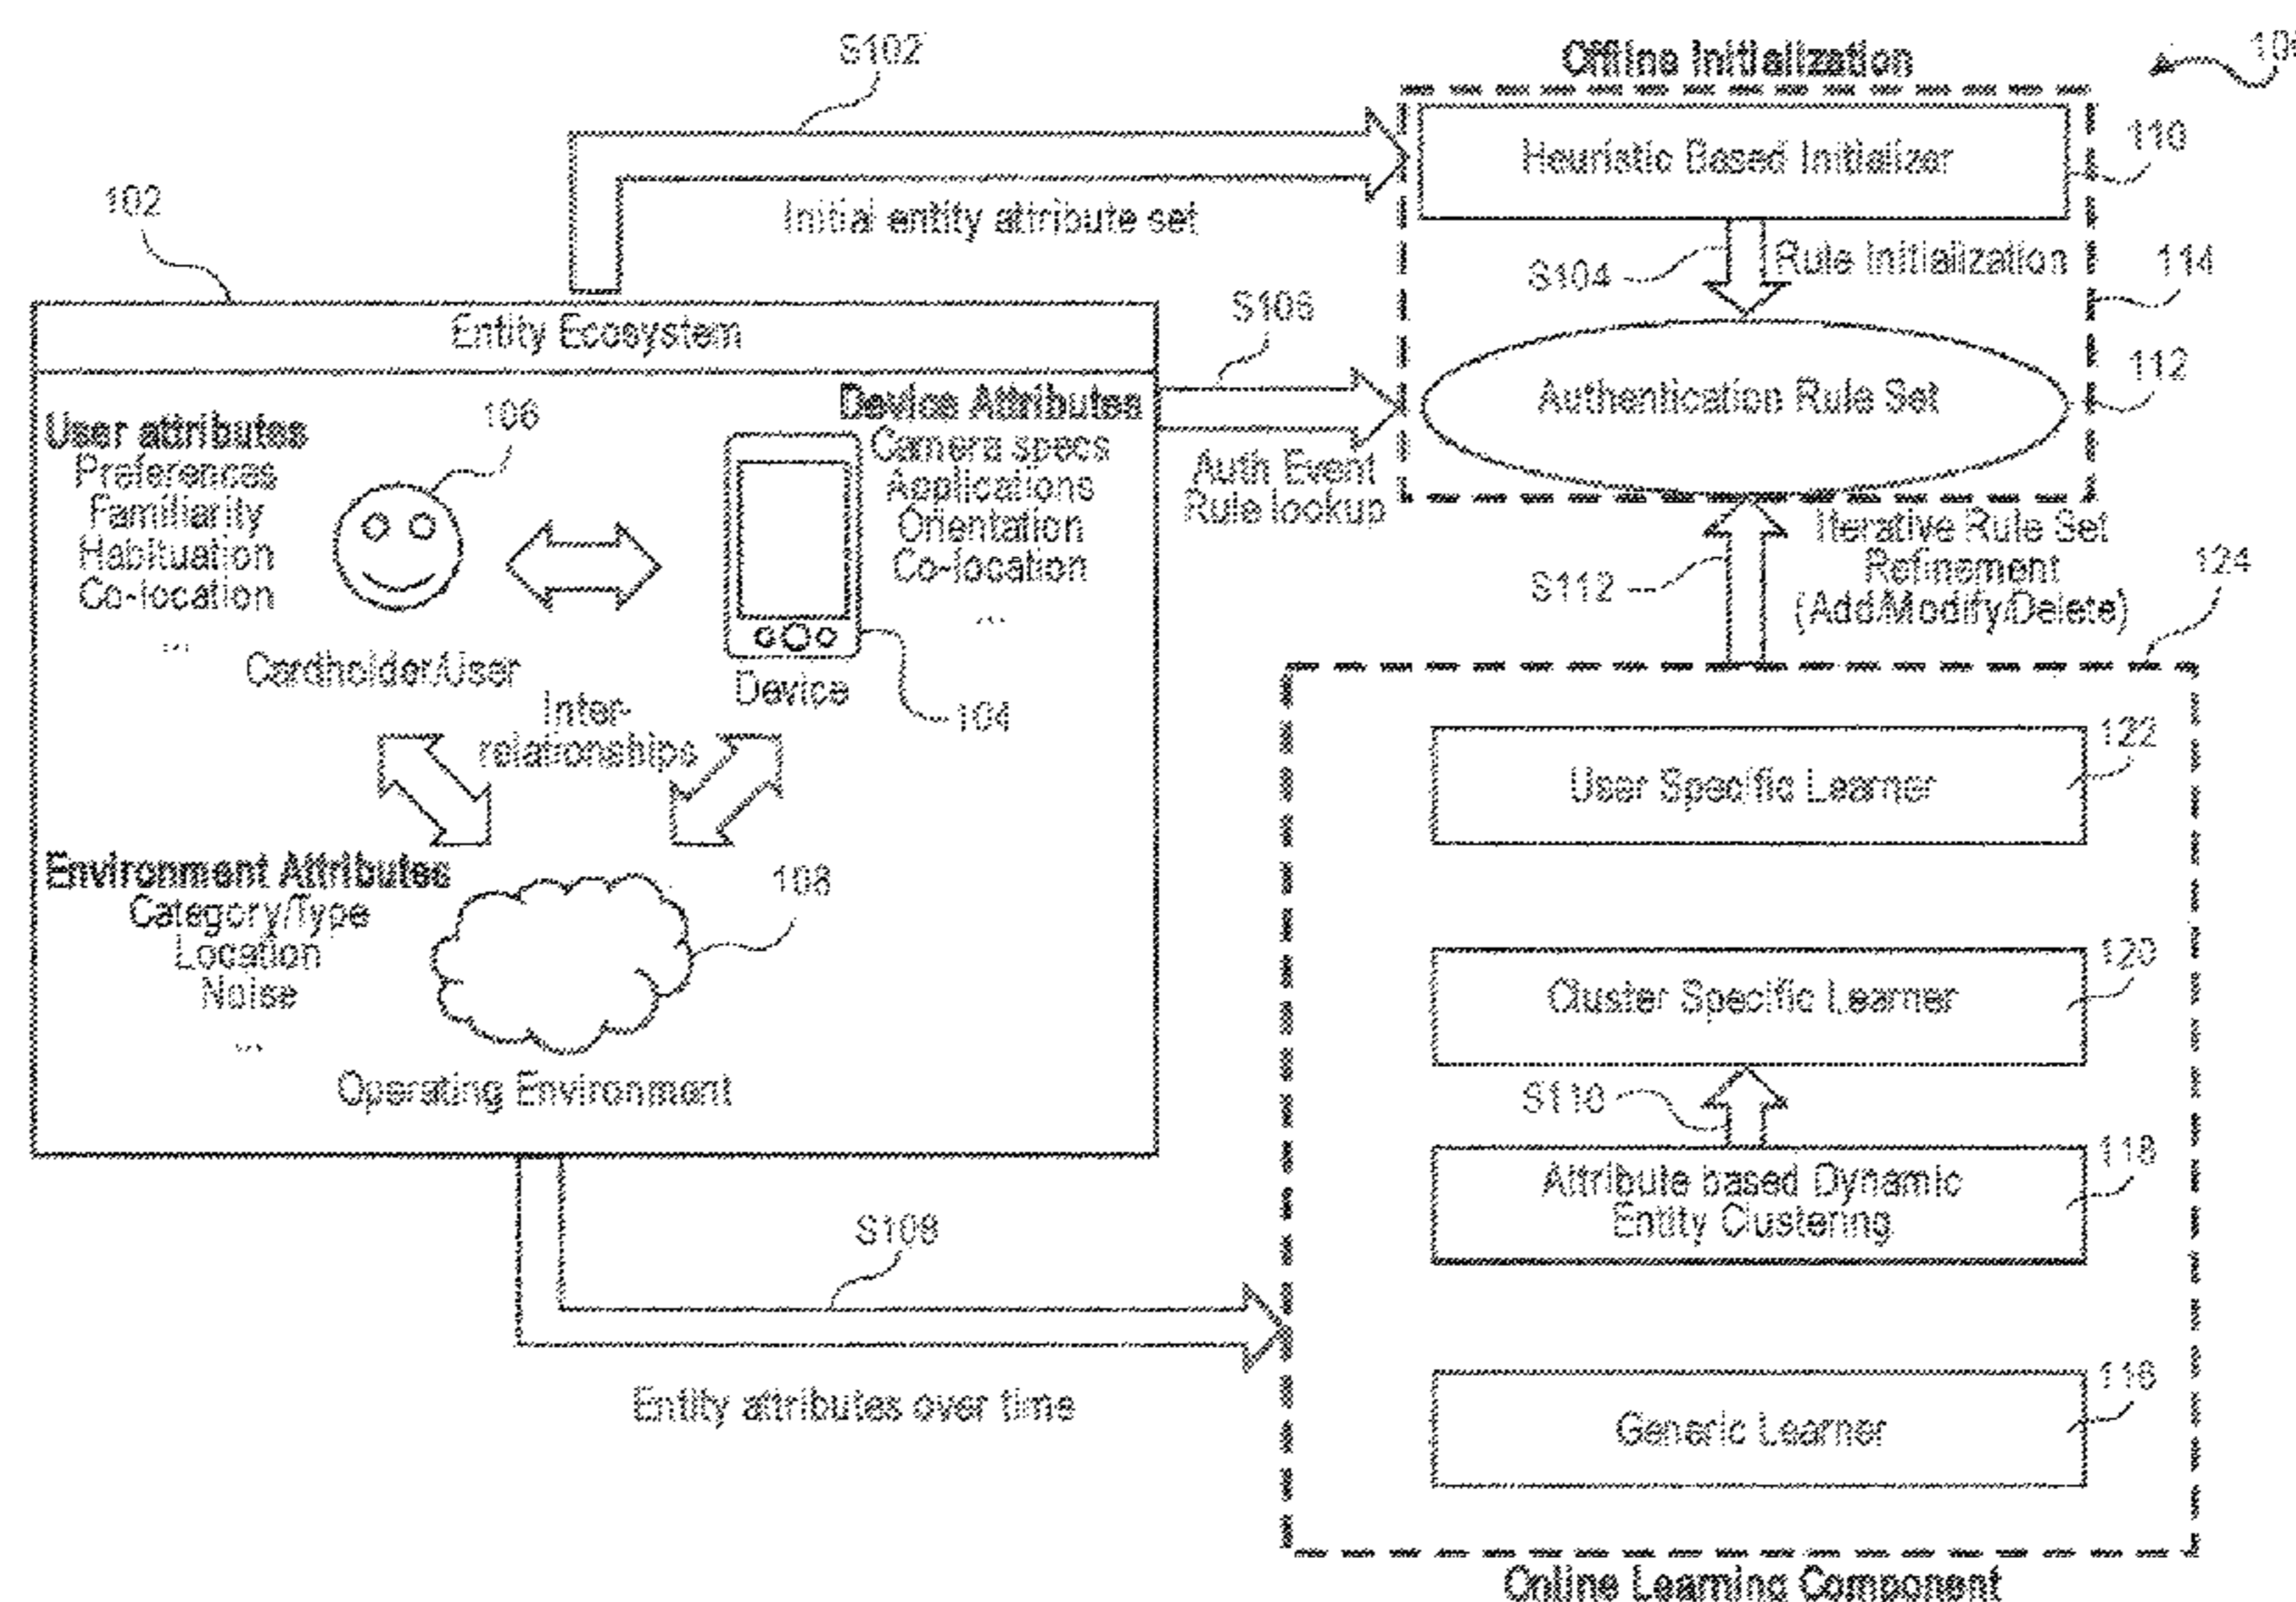 S102
Offline Initialization
Heuristic Based Initializer
110
102
Initial entity attribute set
S104
Rule Initialization
114
S106
Entity Ecosystem
Authentication Rule Set
112
Device Attributes
Camera specs
Applications
Orientation
Co-location
...
User attributes
Preferences
Familiarity
Habituation
Co-location
...
106
Auth Event
Rule lookup
Iterative Rule Set
Refinement
(Add/Modify/Delete)
S112
124
Cardholder/User
Device
104
Inter-
relationships
122
User Specific Learner
Environment Attributes
Category/Type
Location
Noise
...
108
120
Cluster Specific Learner
Operating Environment
S110
118
Attribute based Dynamic
Entity Clustering
S108
Entity attributes over time
116
Generic Learner
Online Learning Component